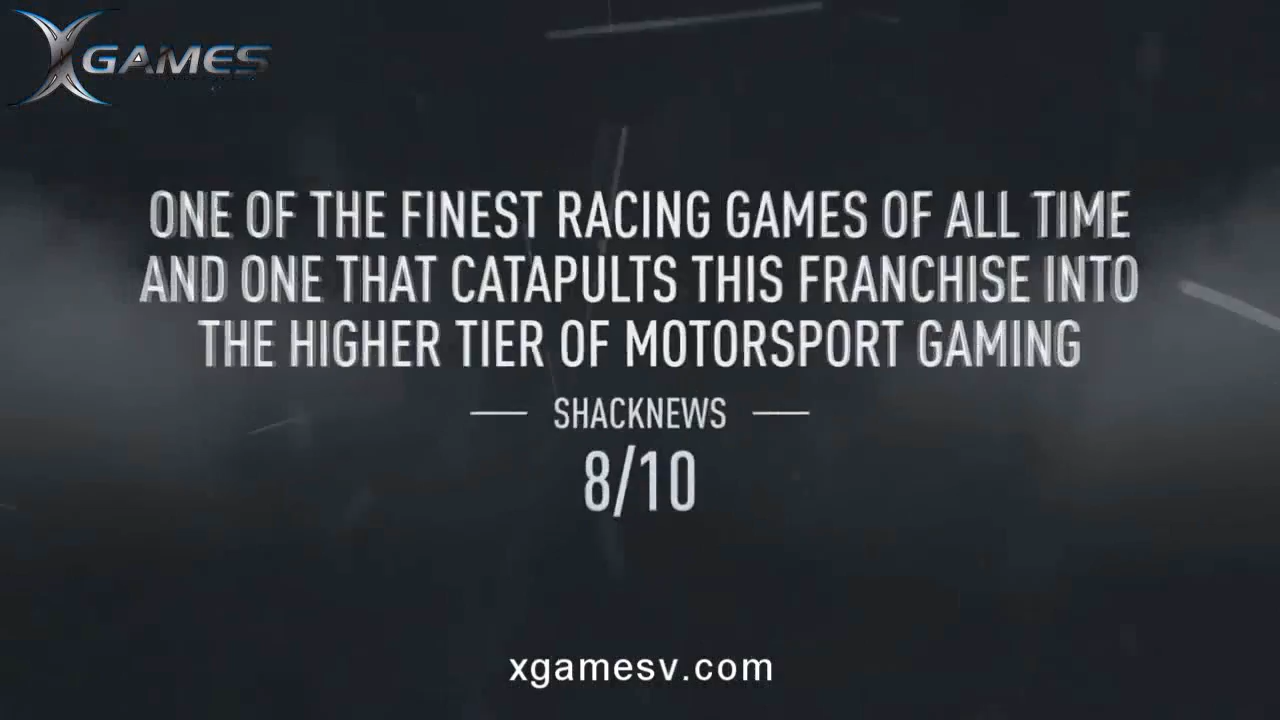 XGAMES
ONE OF THE FINEST RACING GAMES OF ALL TIME
AND ONE THAT CATAPULTS THIS FRANCHISE INTO
THE HIGHER TIER OF MOTORSPORT GAMING
SHACKNEWS
8/10
xgamesv.com